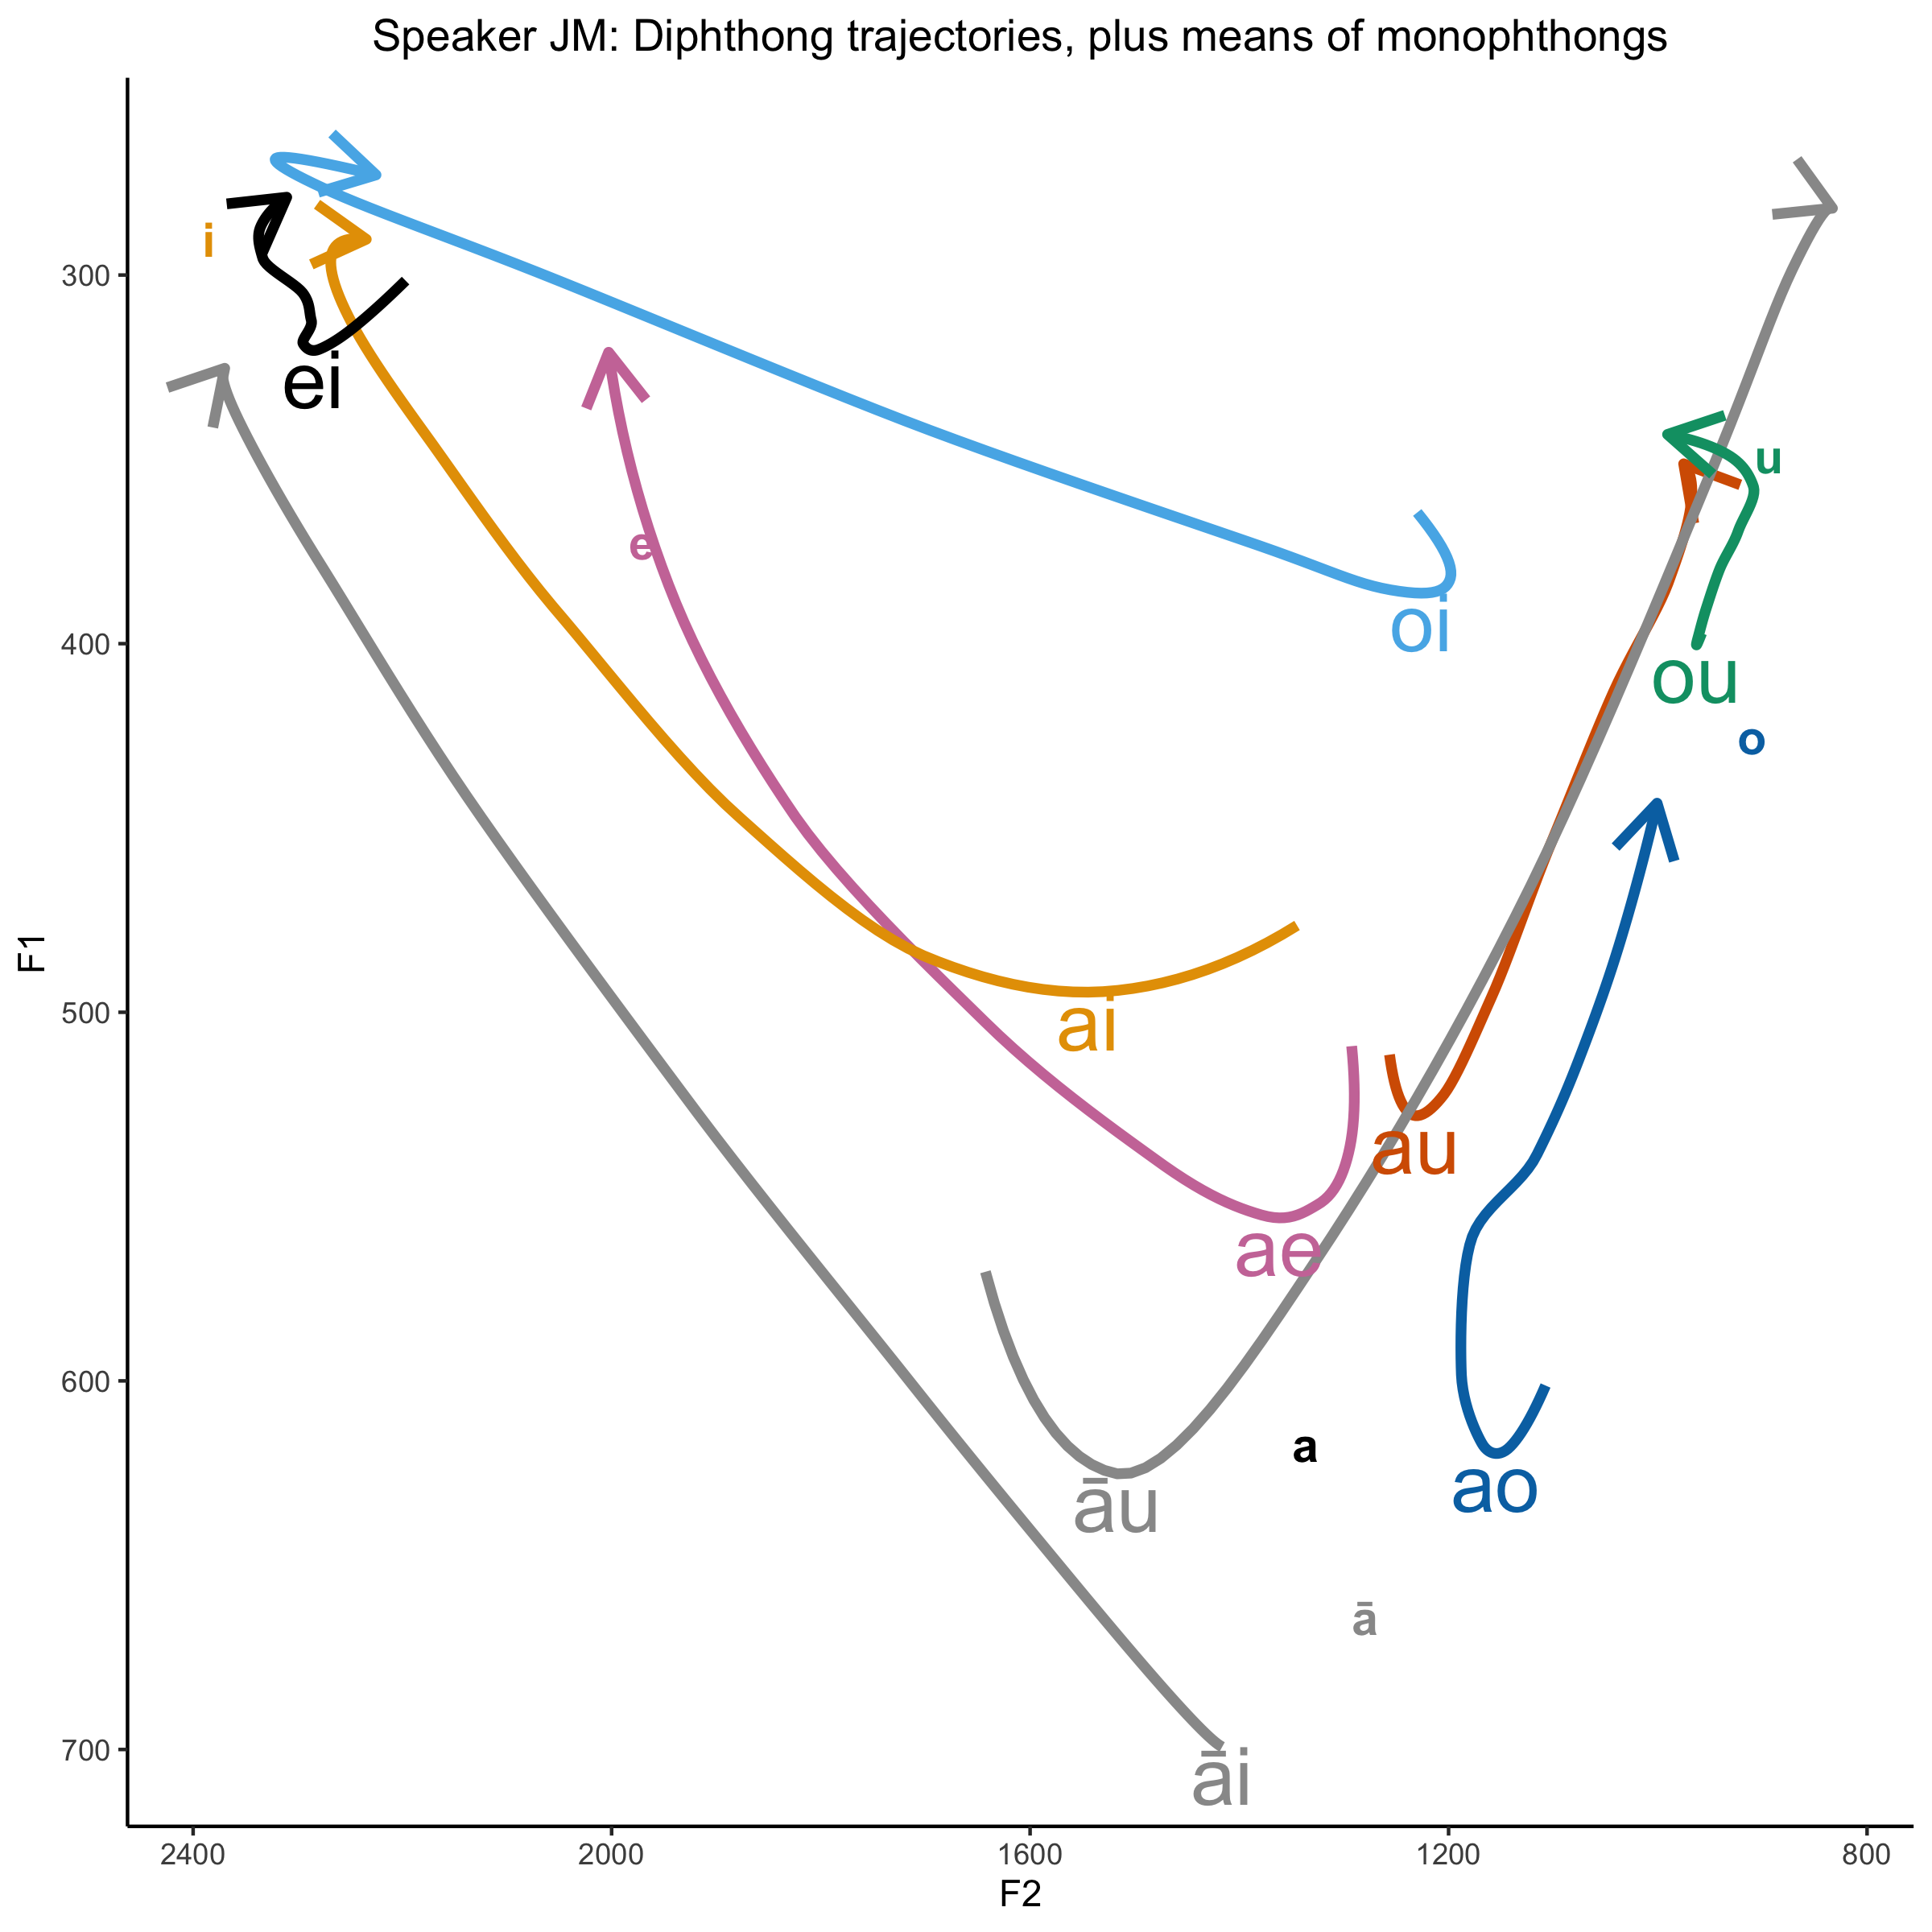 Speaker JM: Diphthong trajectories, plus means of monophthongs
i
300
ei
u
e
oi
400
ou
o
F1
500
ai
au
ae
600
a
āu
ao
ā
700
āi
2400 2000 1600 1200 800
F2